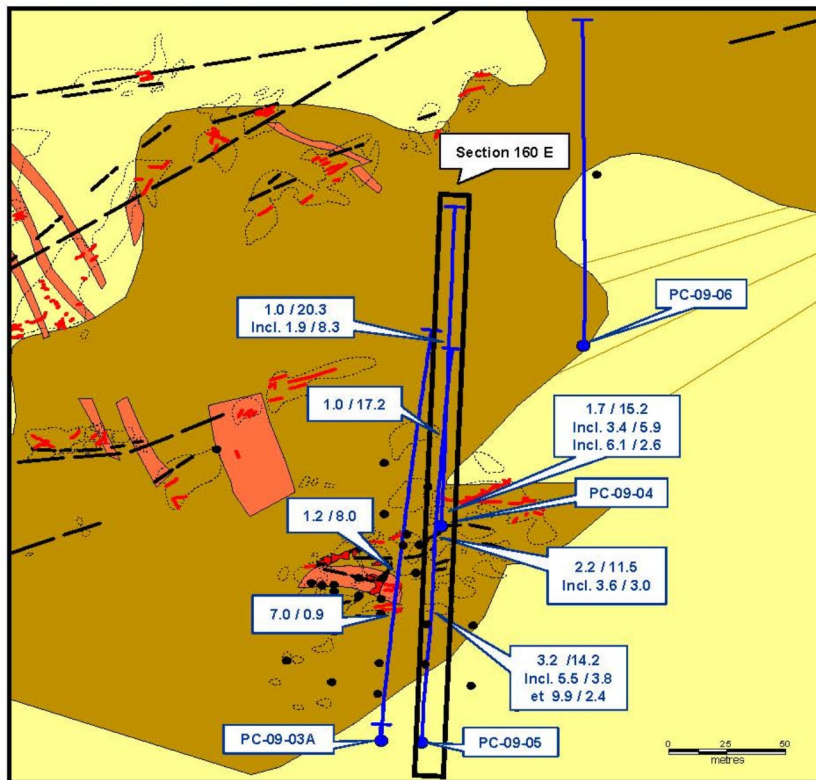 Section 160 E
PC-09-06
1.0 / 20.3
Incl. 1.9 / 8.3
1.0 / 17.2
1.7 / 15.2
Incl. 3.4 / 5.9
Incl. 6.1 / 2.6
PC-09-04
1.2 / 8.0
2.2 / 11.5
Incl. 3.6 / 3.0
7.0 / 0.9
3.2 /14.2
Incl. 5.5 / 3.8
et 9.9 / 2.4
PC-09-03A
PC-09-05
0 25 50
metres